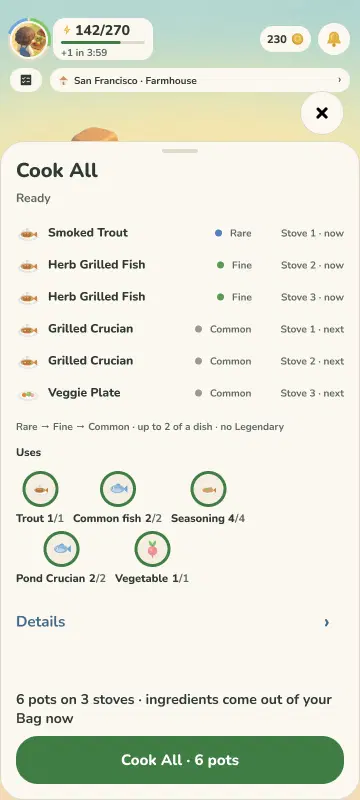 142/270
+1 in 3:59
230
San Francisco · Farmhouse ›
Cook All
Ready
Smoked Trout Rare Stove 1 · now
Herb Grilled Fish Fine Stove 2 · now
Herb Grilled Fish Fine Stove 3 · now
Grilled Crucian Common Stove 1 · next
Grilled Crucian Common Stove 2 · next
Veggie Plate Common Stove 3 · next
Rare → Fine → Common · up to 2 of a dish · no Legendary
Uses
Trout 1/1 Common fish 2/2 Seasoning 4/4
Pond Crucian 2/2 Vegetable 1/1
Details ›
6 pots on 3 stoves · ingredients come out of your
Bag now
Cook All · 6 pots